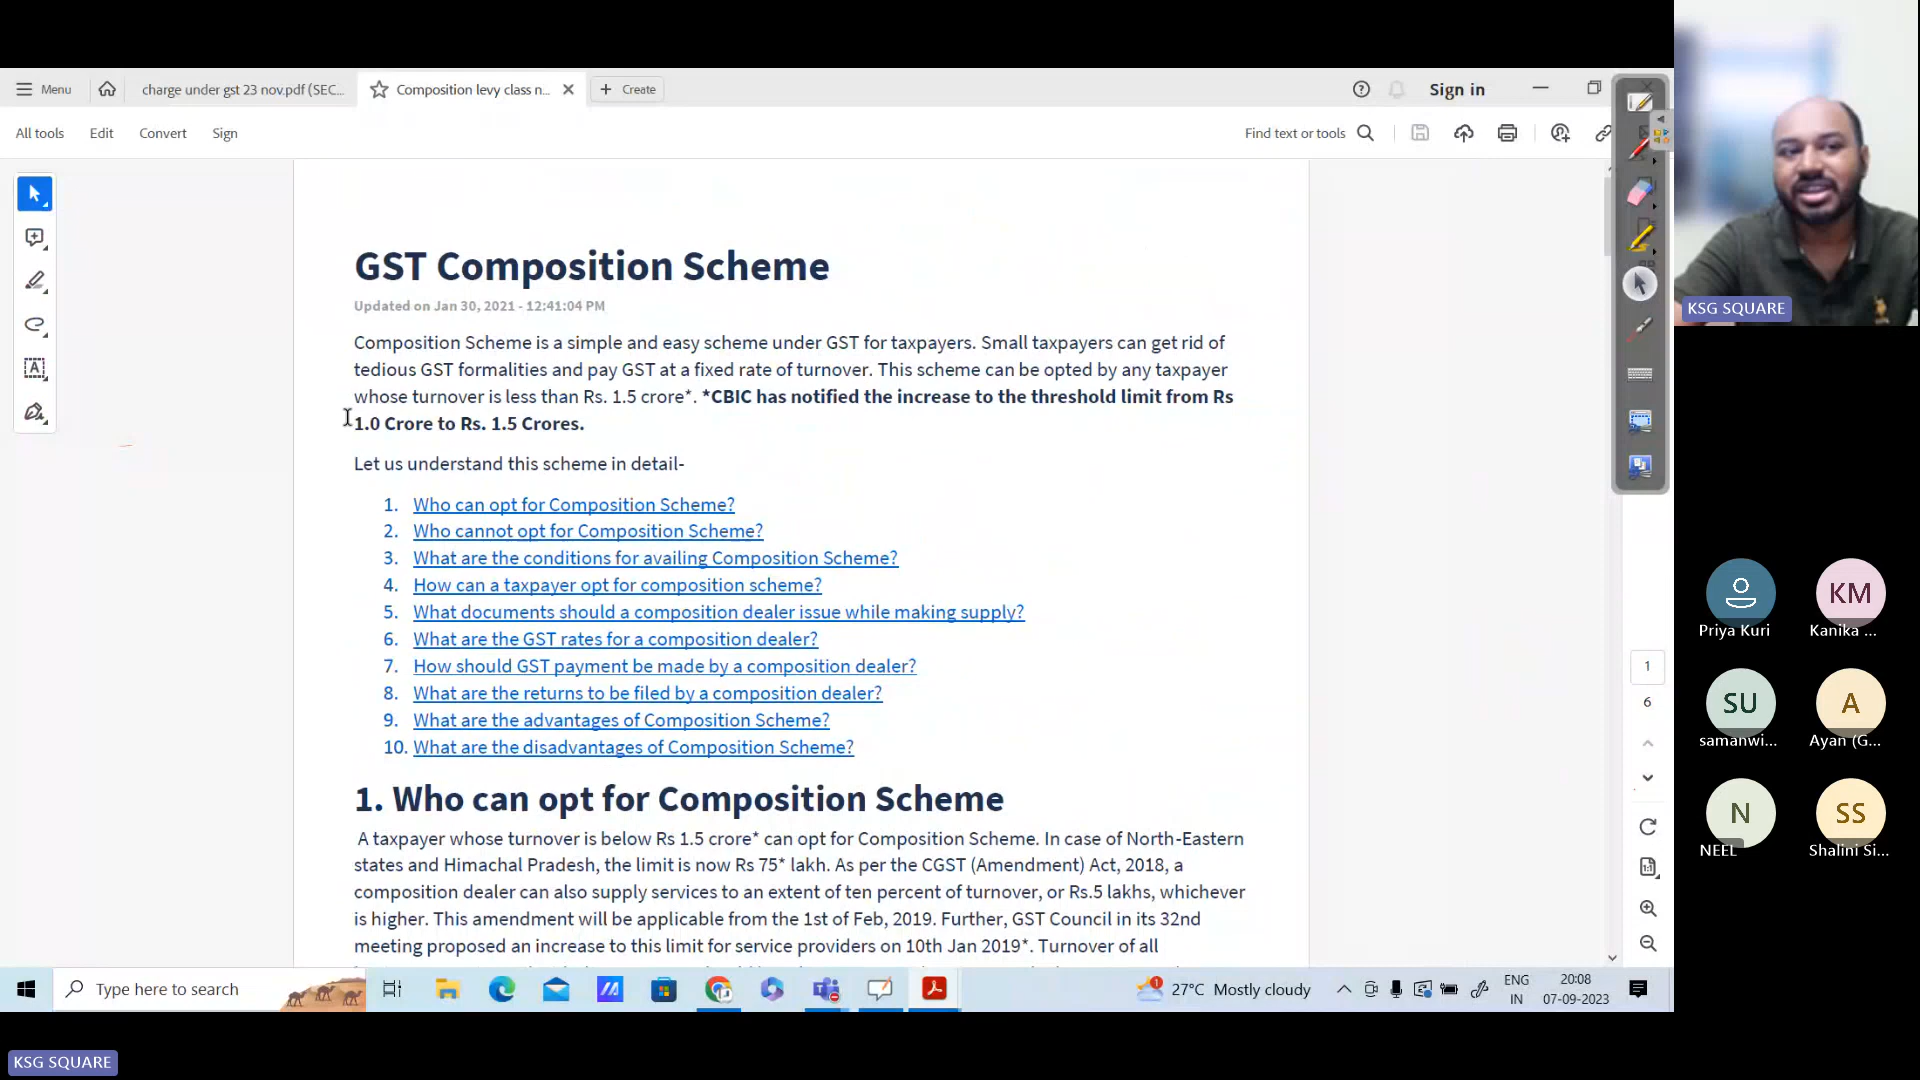 Menu
charge under gst 23 nov.pdf (SEC...
Composition levy class n...
Create
Sign in
All tools
Edit
Convert
Sign
Find text or tools
GST Composition Scheme
Updated on Jan 30, 2021 - 12:41:04 PM
Composition Scheme is a simple and easy scheme under GST for taxpayers. Small taxpayers can get rid of
tedious GST formalities and pay GST at a fixed rate of turnover. This scheme can be opted by any taxpayer
whose turnover is less than Rs. 1.5 crore*. *CBIC has notified the increase to the threshold limit from Rs
1.0 Crore to Rs. 1.5 Crores.
Let us understand this scheme in detail-
1. Who can opt for Composition Scheme?
2. Who cannot opt for Composition Scheme?
3. What are the conditions for availing Composition Scheme?
4. How can a taxpayer opt for composition scheme?
5. What documents should a composition dealer issue while making supply?
6. What are the GST rates for a composition dealer?
7. How should GST payment be made by a composition dealer?
8. What are the returns to be filed by a composition dealer?
9. What are the advantages of Composition Scheme?
10. What are the disadvantages of Composition Scheme?
1. Who can opt for Composition Scheme
A taxpayer whose turnover is below Rs 1.5 crore* can opt for Composition Scheme. In case of North-Eastern
states and Himachal Pradesh, the limit is now Rs 75* lakh. As per the CGST (Amendment) Act, 2018, a
composition dealer can also supply services to an extent of ten percent of turnover, or Rs.5 lakhs, whichever
is higher. This amendment will be applicable from the 1st of Feb, 2019. Further, GST Council in its 32nd
meeting proposed an increase to this limit for service providers on 10th Jan 2019*. Turnover of all
1
6
KSG SQUARE
Priya Kuri
KM
Kanika ...
SU
samanwi...
A
Ayan (G...
N
NEEL
SS
Shalini Si...
Type here to search
27°C Mostly cloudy
ENG
IN
20:08
07-09-2023
KSG SQUARE